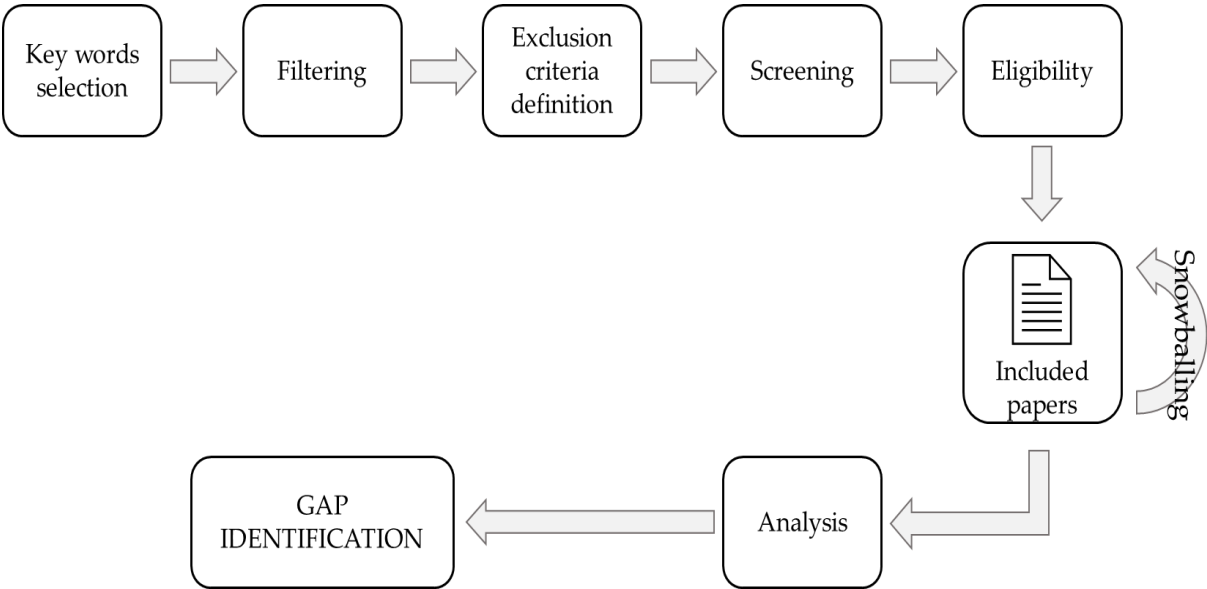 Key words
selection
Filtering
Exclusion
criteria
definition
Screening
Eligibility
Included
papers
Snowballing
Analysis
GAP
IDENTIFICATION